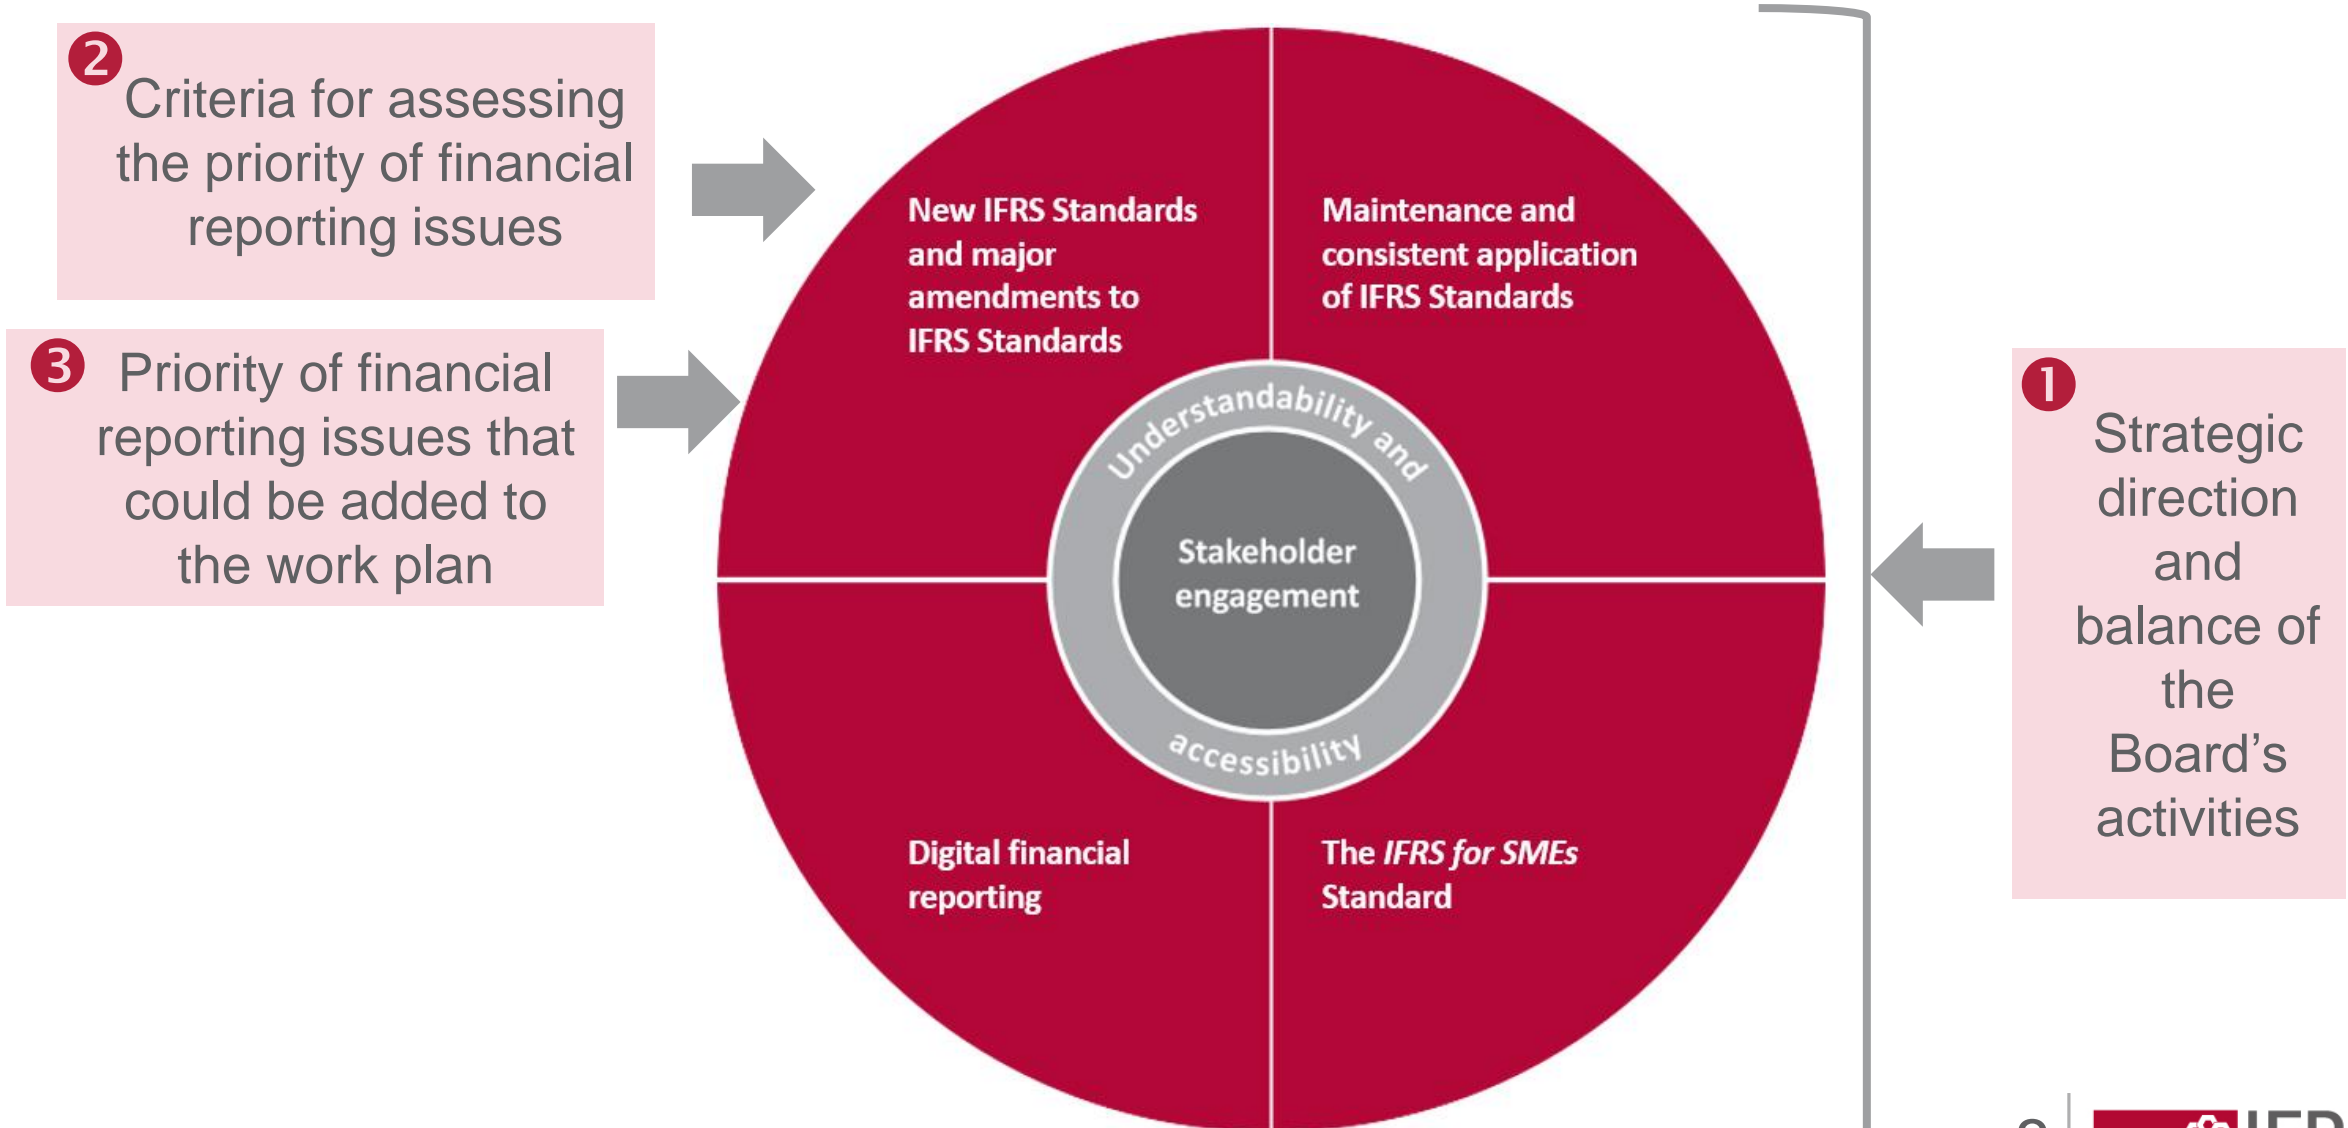 2
Criteria for assessing
the priority of financial
reporting issues
3
Priority of financial
reporting issues that
could be added to
the work plan
New IFRS Standards
and major
amendments to
IFRS Standards
Maintenance and
consistent application
of IFRS Standards
Understandability and
accessibility
Stakeholder
engagement
Digital financial
reporting
The IFRS for SMEs
Standard
1
Strategic
direction
and
balance of
the
Board’s
activities